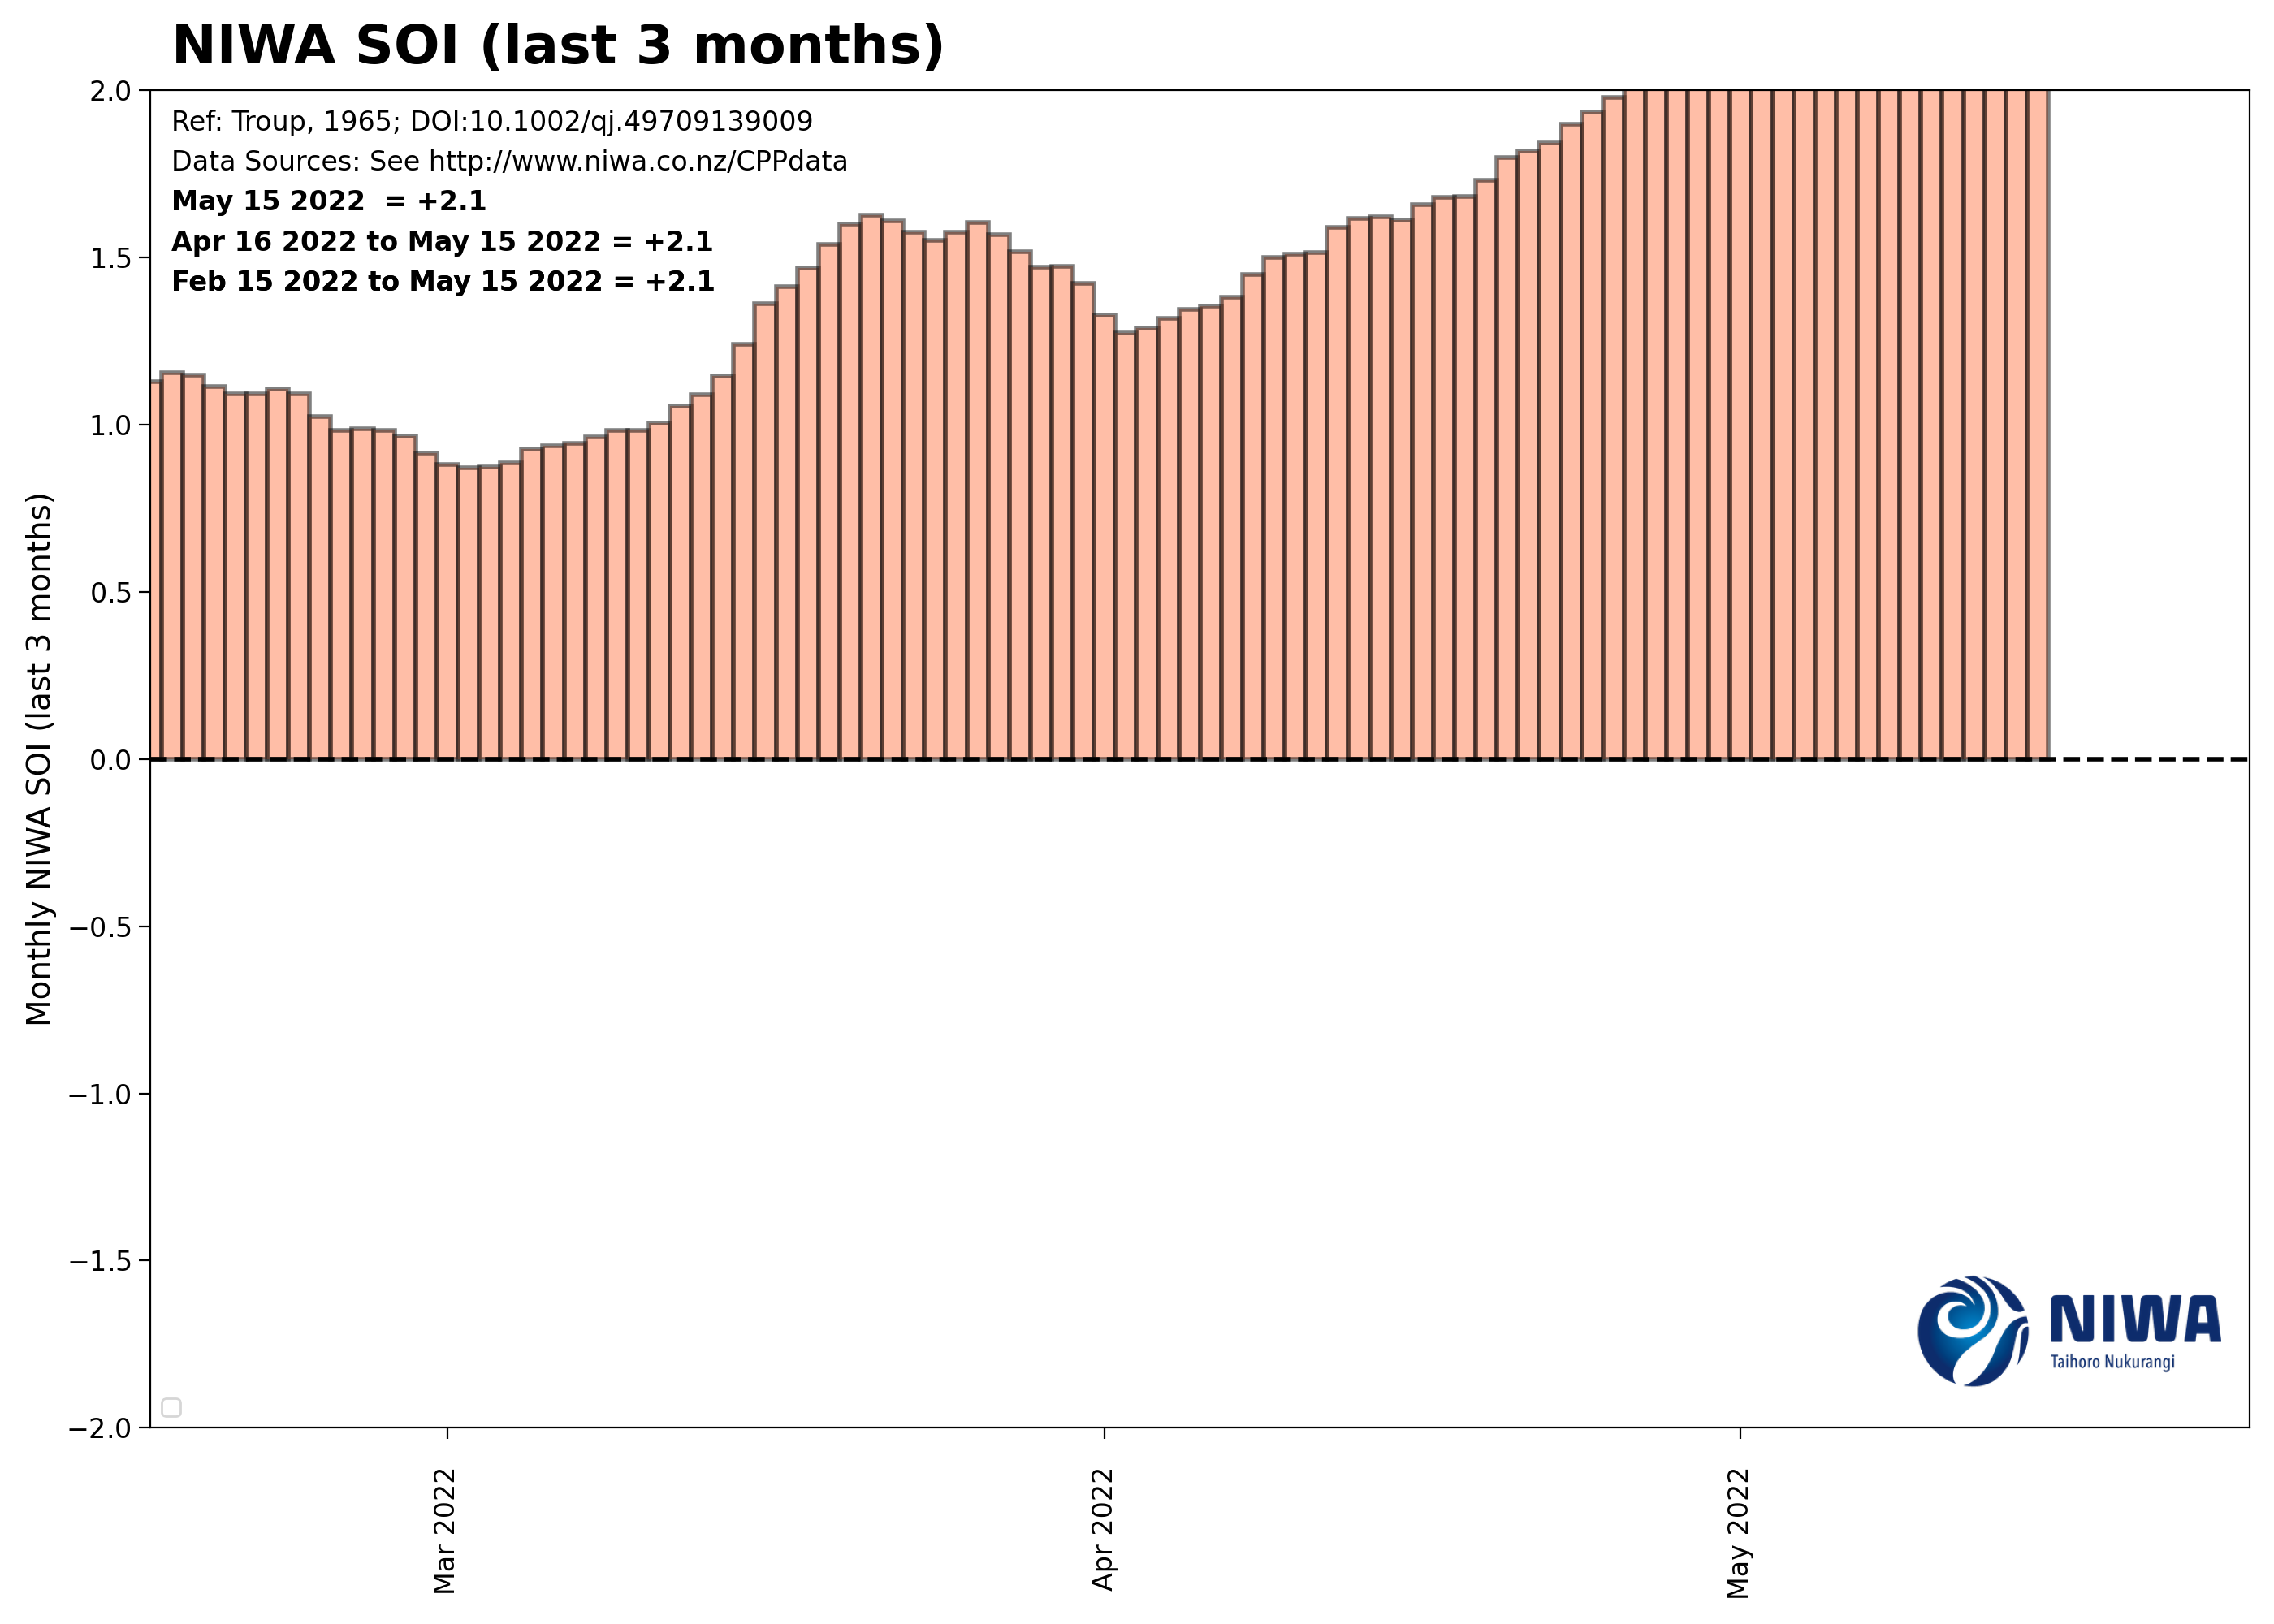 NIWA SOI (last 3 months)
Ref: Troup, 1965; DOI:10.1002/qj.49709139009
Data Sources: See http://www.niwa.co.nz/CPPdata
May 15 2022  = +2.1
Apr 16 2022 to May 15 2022 = +2.1
Feb 15 2022 to May 15 2022 = +2.1
Monthly NIWA SOI (last 3 months)
2.0
1.5
1.0
0.5
0.0
−0.5
−1.0
−1.5
−2.0
Mar 2022
Apr 2022
May 2022
NIWA
Taihoro Nukurangi